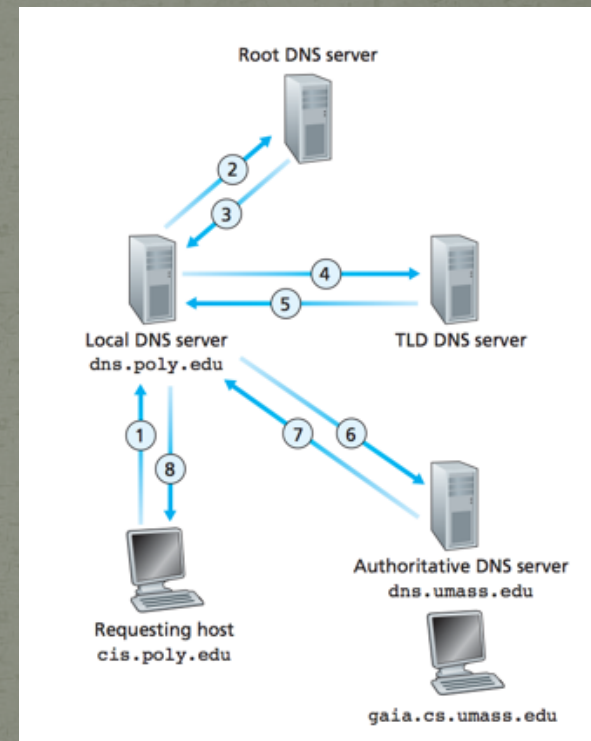 Root DNS server
2
3
4
5
Local DNS server
dns.poly.edu
TLD DNS server
1
8
7
6
Authoritative DNS server
dns.umass.edu
Requesting host
cis.poly.edu
gaia.cs.umass.edu